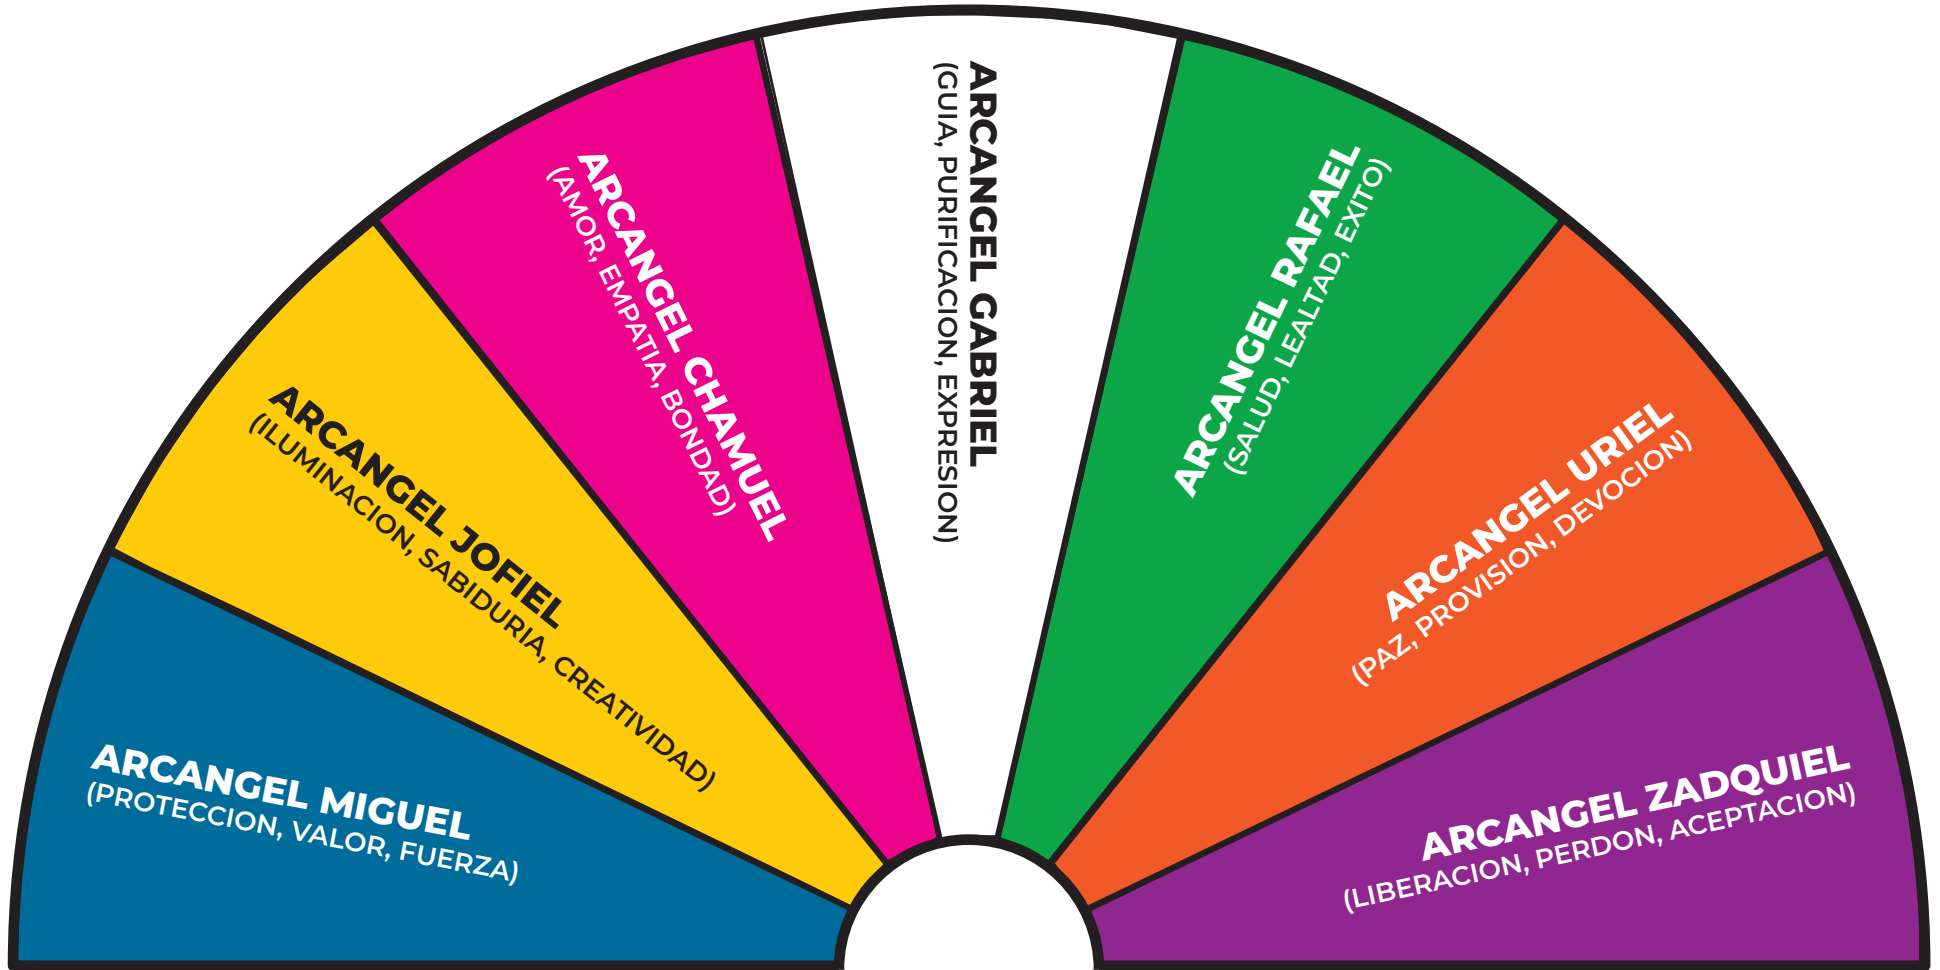 ARCANGEL MIGUEL
(PROTECCION, VALOR, FUERZA)
ARCANGEL JOFIEL
(ILUMINACION, SABIDURIA, CREATIVIDAD)
ARCANGEL CHAMUEL
(AMOR, EMPATIA, BONDAD)
ARCANGEL GABRIEL
(GUIA, PURIFICACION, EXPRESION)
ARCANGEL RAFAEL
(SALUD, LEALTAD, EXITO)
ARCANGEL URIEL
(PAZ, PROVISION, DEVOCION)
ARCANGEL ZADQUIEL
(LIBERACION, PERDON, ACEPTACION)